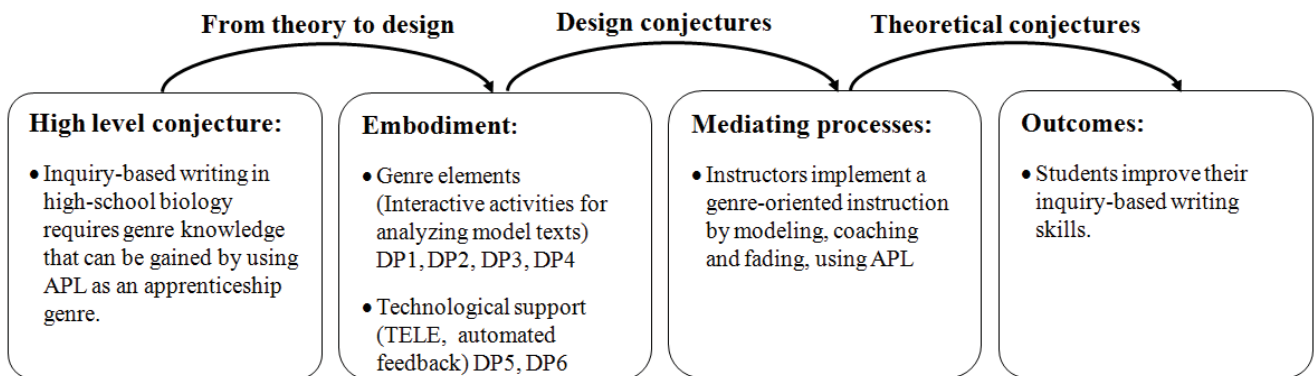 From theory to design
Design conjectures
Theoretical conjectures
High level conjecture:
• Inquiry-based writing in
high-school biology
requires genre knowledge
that can be gained by using
APL as an apprenticeship
genre.
Embodiment:
• Genre elements
(Interactive activities for
analyzing model texts)
DP1, DP2, DP3, DP4
• Technological support
(TELE, automated
feedback) DP5, DP6
Mediating processes:
• Instructors implement a
genre-oriented instruction
by modeling, coaching
and fading, using APL
Outcomes:
• Students improve their
inquiry-based writing
skills.